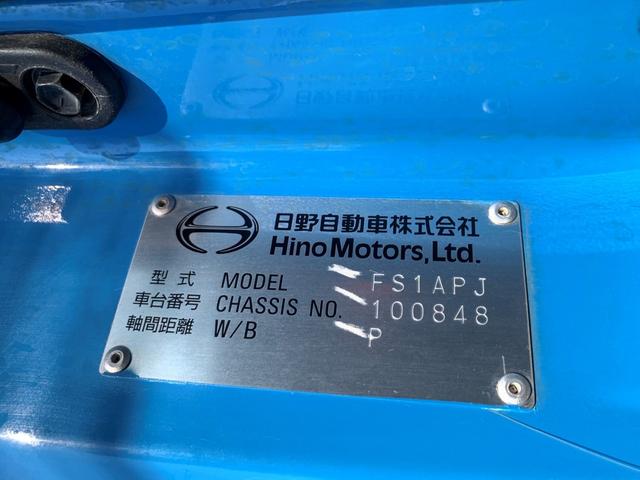 日野自動車株式会社
Hino Motors, Ltd.
型式 MODEL FS1APJ
車台番号 CHASSIS NO. 100848
軸間距離 W/B P